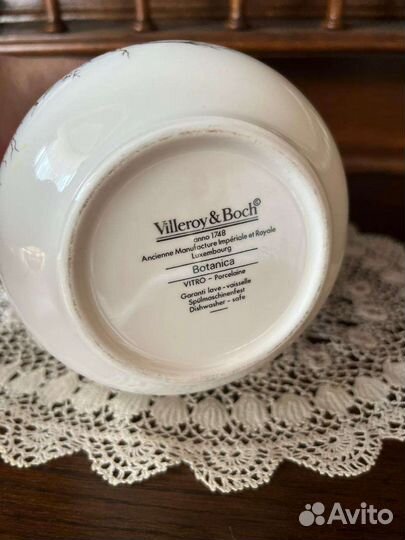 Villeroy & Boch©
anno 1748
Ancienne Manufacture Impériale et Royale
Luxembourg
Botanica
VITRO - Porcelaine
Garanti lave - vaisselle
Spülmaschinenfest
Dishwasher - safe
Avito